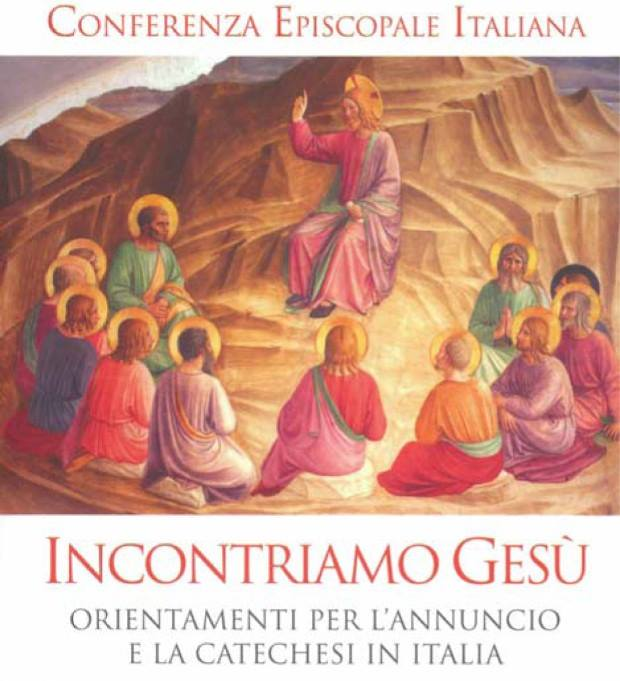 CONFERENZA EPISCOPALE ITALIANA
INCONTRIAMO GESÙ
ORIENTAMENTI PER L'ANNUNCIO
E LA CATECHESI IN ITALIA